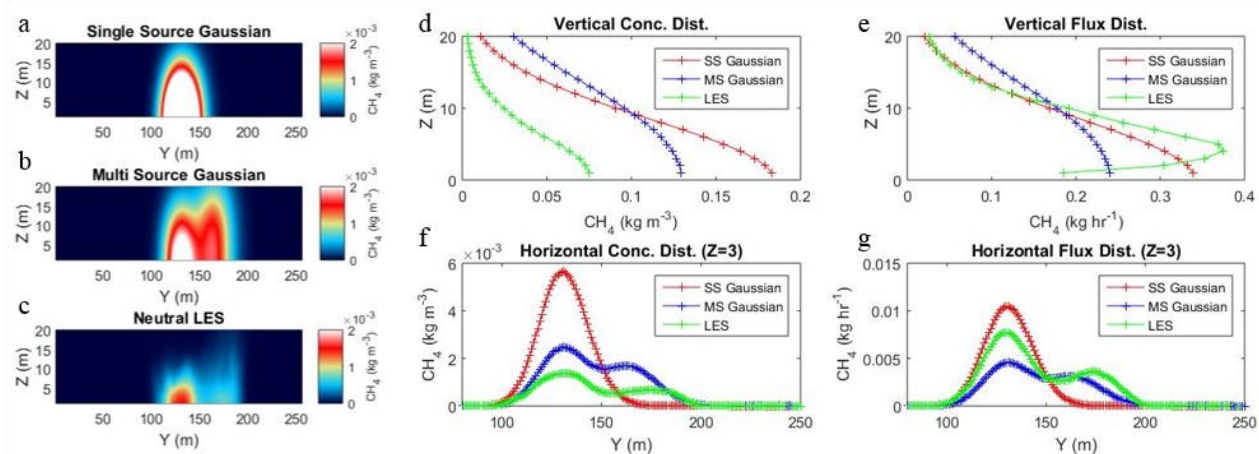 a
Single Source Gaussian
×10⁻³
20
15
10
5
Z (m)
50 100 150 200 250
Y (m)
2
1
0
CH₄ (kg m⁻³)
b
Multi Source Gaussian
×10⁻³
20
15
10
5
Z (m)
50 100 150 200 250
Y (m)
2
1
0
CH₄ (kg m⁻³)
c
Neutral LES
×10⁻³
20
15
10
5
Z (m)
50 100 150 200 250
Y (m)
2
1
0
CH₄ (kg m⁻³)
d
Vertical Conc. Dist.
20
10
0
Z (m)
SS Gaussian
MS Gaussian
LES
0 0.05 0.1 0.15 0.2
CH₄ (kg m⁻³)
e
Vertical Flux Dist.
20
10
0
Z (m)
SS Gaussian
MS Gaussian
LES
0 0.1 0.2 0.3 0.4
CH₄ (kg hr⁻¹)
f
Horizontal Conc. Dist. (Z=3)
×10⁻³
6
4
2
0
CH₄ (kg m⁻³)
SS Gaussian
MS Gaussian
LES
100 150 200 250
Y (m)
g
Horizontal Flux Dist. (Z=3)
0.015
0.01
0.005
0
CH₄ (kg hr⁻¹)
SS Gaussian
MS Gaussian
LES
100 150 200 250
Y (m)